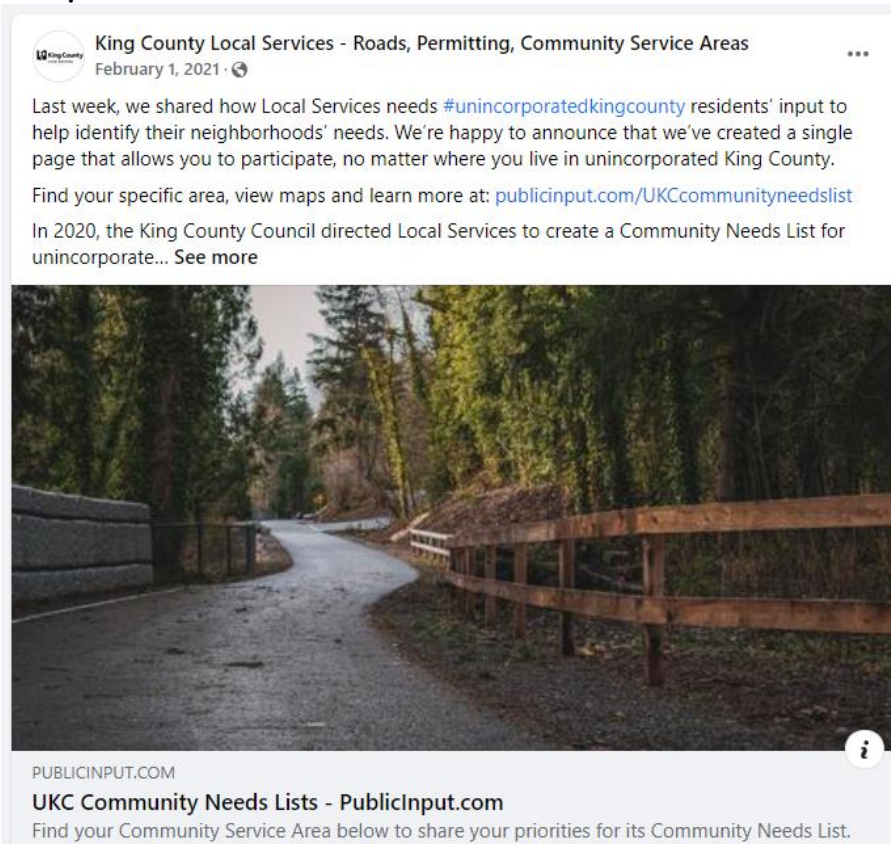 King County Local Services - Roads, Permitting, Community Service Areas
February 1, 2021 ·
Last week, we shared how Local Services needs #unincorporatedkingcounty residents' input to
help identify their neighborhoods' needs. We're happy to announce that we've created a single
page that allows you to participate, no matter where you live in unincorporated King County.
Find your specific area, view maps and learn more at: publicinput.com/UKCcommunityneedslist
In 2020, the King County Council directed Local Services to create a Community Needs List for
unincorporate... See more
PUBLICINPUT.COM
UKC Community Needs Lists - PublicInput.com
Find your Community Service Area below to share your priorities for its Community Needs List.